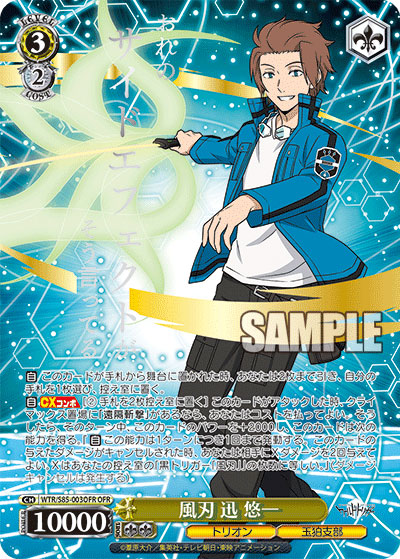 LEVEL
3
2
COST
おれの
サイドエフェクトが
そう言ってる
SAMPLE
自 このカードが手札から舞台に置かれた時、あなたは2枚まで引き、自分の
手札を1枚選び、控え室に置く。
自 CXコンボ [② 手札を2枚控え室に置く] このカードがアタックした時、クライ
マックス置場に「遠隔斬撃」があるなら、あなたはコストを払ってよい。そう
したら、そのターン中、このカードのパワーを+2000し、このカードは次の
能力を得る。『自 この能力は1ターンにつき1回まで発動する。このカードの
与えたダメージがキャンセルされた時、あなたは相手にXダメージを2回与えて
よい。Xはあなたの控え室の「黒トリガー“風刃”」の枚数に等しい。』(ダメージ
キャンセルは発生する)
CH WTR/S85-003OFR OFR
10000
風刃 迅 悠一
トリオン
玉狛支部
©葦原大介／集英社・テレビ朝日・東映アニメーション